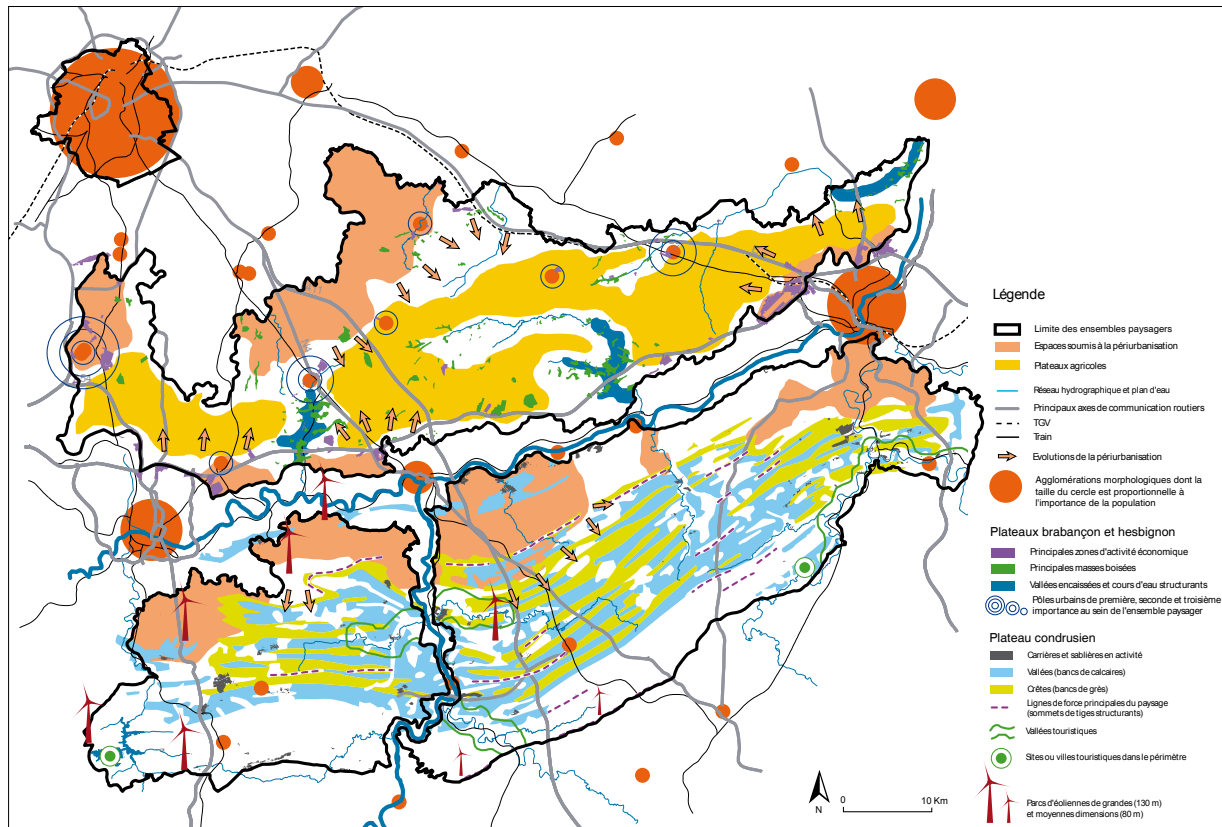 Légende
Limite des ensembles paysagers
Espaces soumis à la périurbanisation
Plateaux agricoles
Réseau hydrographique et plan d'eau
Principaux axes de communication routiers
TGV
Train
Evolutions de la périurbanisation
Agglomérations morphologiques dont la
taille du cercle est proportionnelle à
l'importance de la population
Plateaux brabançon et hesbignon
Principales zones d'activité économique
Principales masses boisées
Vallées encaissées et cours d'eau structurants
Pôles urbains de première, seconde et troisième
importance au sein de l'ensemble paysager
Plateau condrusien
Carrières et sablières en activité
Vallées (bancs de calcaires)
Crêtes (bancs de grès)
Lignes de force principales du paysage
(sommets de tiges structurants)
Vallées touristiques
Sites ou villes touristiques dans le périmètre
Parcs d'éoliennes de grandes (130 m)
et moyennes dimensions (80 m)
N
0 10 Km